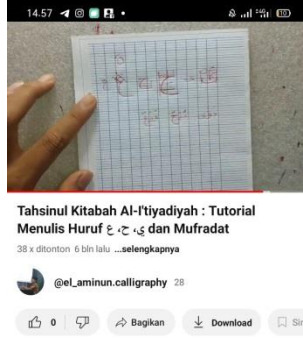 14.57
Tahsinul Kitabah Al-I'tiyadiyah : Tutorial
Menulis Huruf ي، ح، ع dan Mufradat
38 x ditonton 6 bln lalu ...selengkapnya
@el_aminun.calligraphy 28
0 Bagikan Download